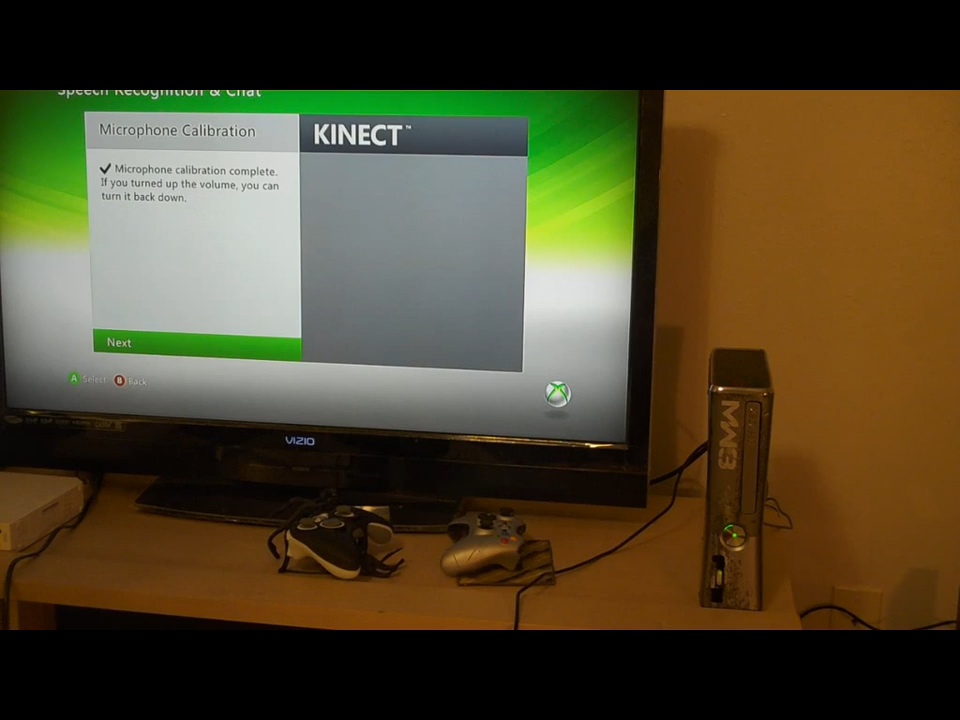 Speech Recognition & Chat
Microphone Calibration
KINECT™
✔ Microphone calibration complete.
If you turned up the volume, you can
turn it back down.
Next
A Select B Back
VIZIO
MW3